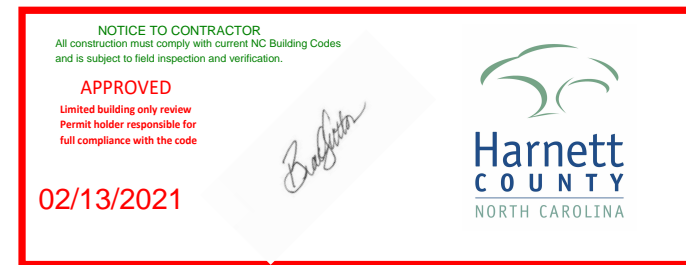 NOTICE TO CONTRACTOR
All construction must comply with current NC Building Codes
and is subject to field inspection and verification.
APPROVED
Limited building only review
Permit holder responsible for
full compliance with the code
02/13/2021
Harnett
COUNTY
NORTH CAROLINA